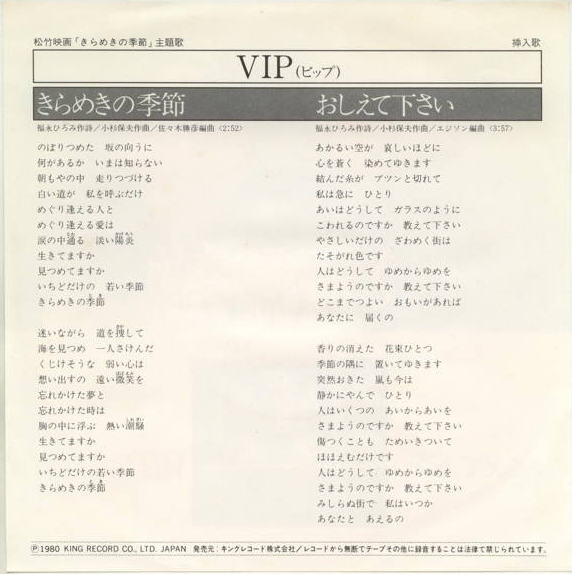 松竹映画「きらめきの季節」主題歌
挿入歌
VIP(ビップ)
きらめきの季節
福永ひろみ作詩／小杉保夫作曲／佐々木勝彦編曲〈2:52〉
のぼりつめた　坂の向うに
何があるか　いまは知らない
朝もやの中　走りつづける
白い道が　私を呼ぶだけ
めぐり逢える人と
めぐり逢える愛は
涙の中通る　淡い陽炎
生きてますか
見つめてますか
いちどだけの　若い季節
きらめきの季節
迷いながら　道を捜して
海を見つめ　一人さけんだ
くじけそうな　弱い心は
想い出すの　遠い微笑を
忘れかけた夢と
忘れかけた時は
胸の中に浮ぶ　熱い潮騒
生きてますか
見つめてますか
いちどだけの若い季節
きらめきの季節
おしえて下さい
福永ひろみ作詩／小杉保夫作曲／エジソン編曲〈3:57〉
あかるい空が　哀しいほどに
心を蒼く　染めてゆきます
結んだ糸が　プツンと切れて
私は急に　ひとり
あいはどうして　ガラスのように
こわれるのですか　教えて下さい
やさしいだけの　ざわめく街は
たそがれ色です
人はどうして　ゆめからゆめを
さまようのですか　教えて下さい
どこまでつよい　おもいがあれば
あなたに　届くの
香りの消えた　花束ひとつ
季節の隅に　置いてゆきます
突然おきた　嵐も今は
静かにやんで　ひとり
人はいくつの　あいからあいを
さまようのですか　教えて下さい
傷つくことも　ためいきついて
ほほえむだけです
人はどうして　ゆめからゆめを
さまようのですか　教えて下さい
みしらぬ街で　私はいつか
あなたと　あえるの
Ⓟ1980 KING RECORD CO., LTD. JAPAN　発売元：キングレコード株式会社／レコードから無断でテープその他に録音することは法律で禁じられています。